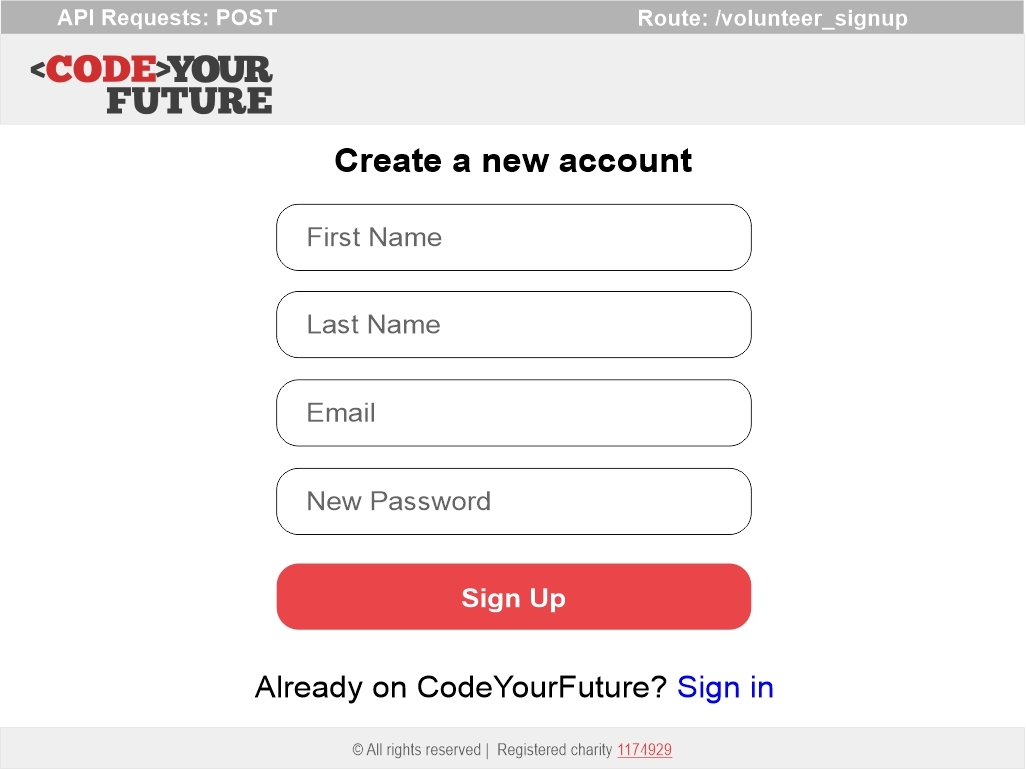 API Requests: POST Route: /volunteer_signup
<CODE>YOUR
FUTURE
Create a new account
First Name
Last Name
Email
New Password
Sign Up
Already on CodeYourFuture? Sign in
© All rights reserved | Registered charity 1174929